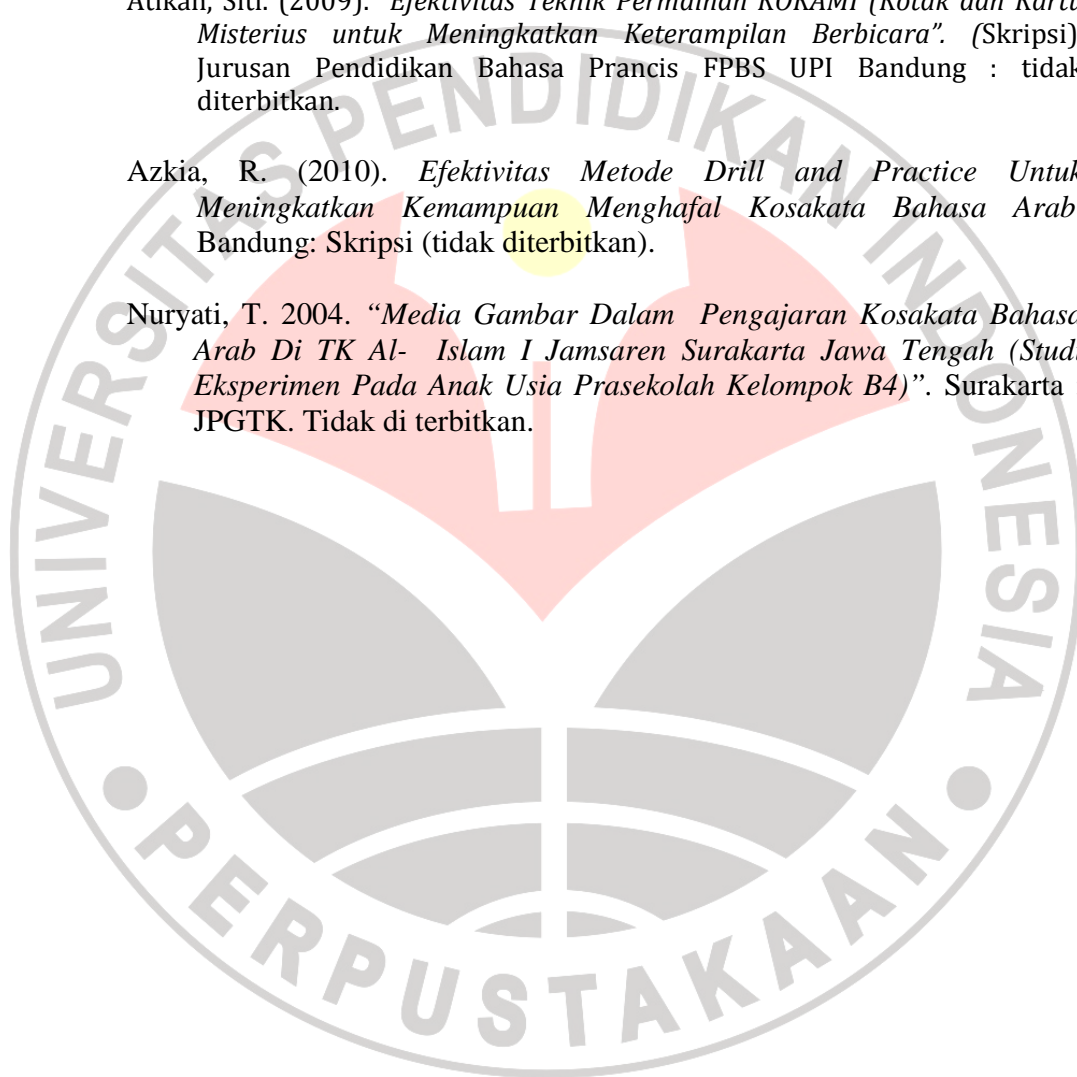 Atikah, Siti. (2009). "Efektivitas Teknik Permainan KOKAMI (Kotak dan Kartu
Misterius untuk Meningkatkan Keterampilan Berbicara". (Skripsi)
Jurusan Pendidikan Bahasa Prancis FPBS UPI Bandung : tidak
diterbitkan.
Azkia, R. (2010). Efektivitas Metode Drill and Practice Untuk
Meningkatkan Kemampuan Menghafal Kosakata Bahasa Arab
Bandung: Skripsi (tidak diterbitkan).
Nuryati, T. 2004. “Media Gambar Dalam Pengajaran Kosakata Bahasa
Arab Di TK Al- Islam I Jamsaren Surakarta Jawa Tengah (Studi
Eksperimen Pada Anak Usia Prasekolah Kelompok B4)”. Surakarta
JPGTK. Tidak di terbitkan.
UNIVERSITAS PENDIDIKAN INDONESIA
PERPUSTAKAAN